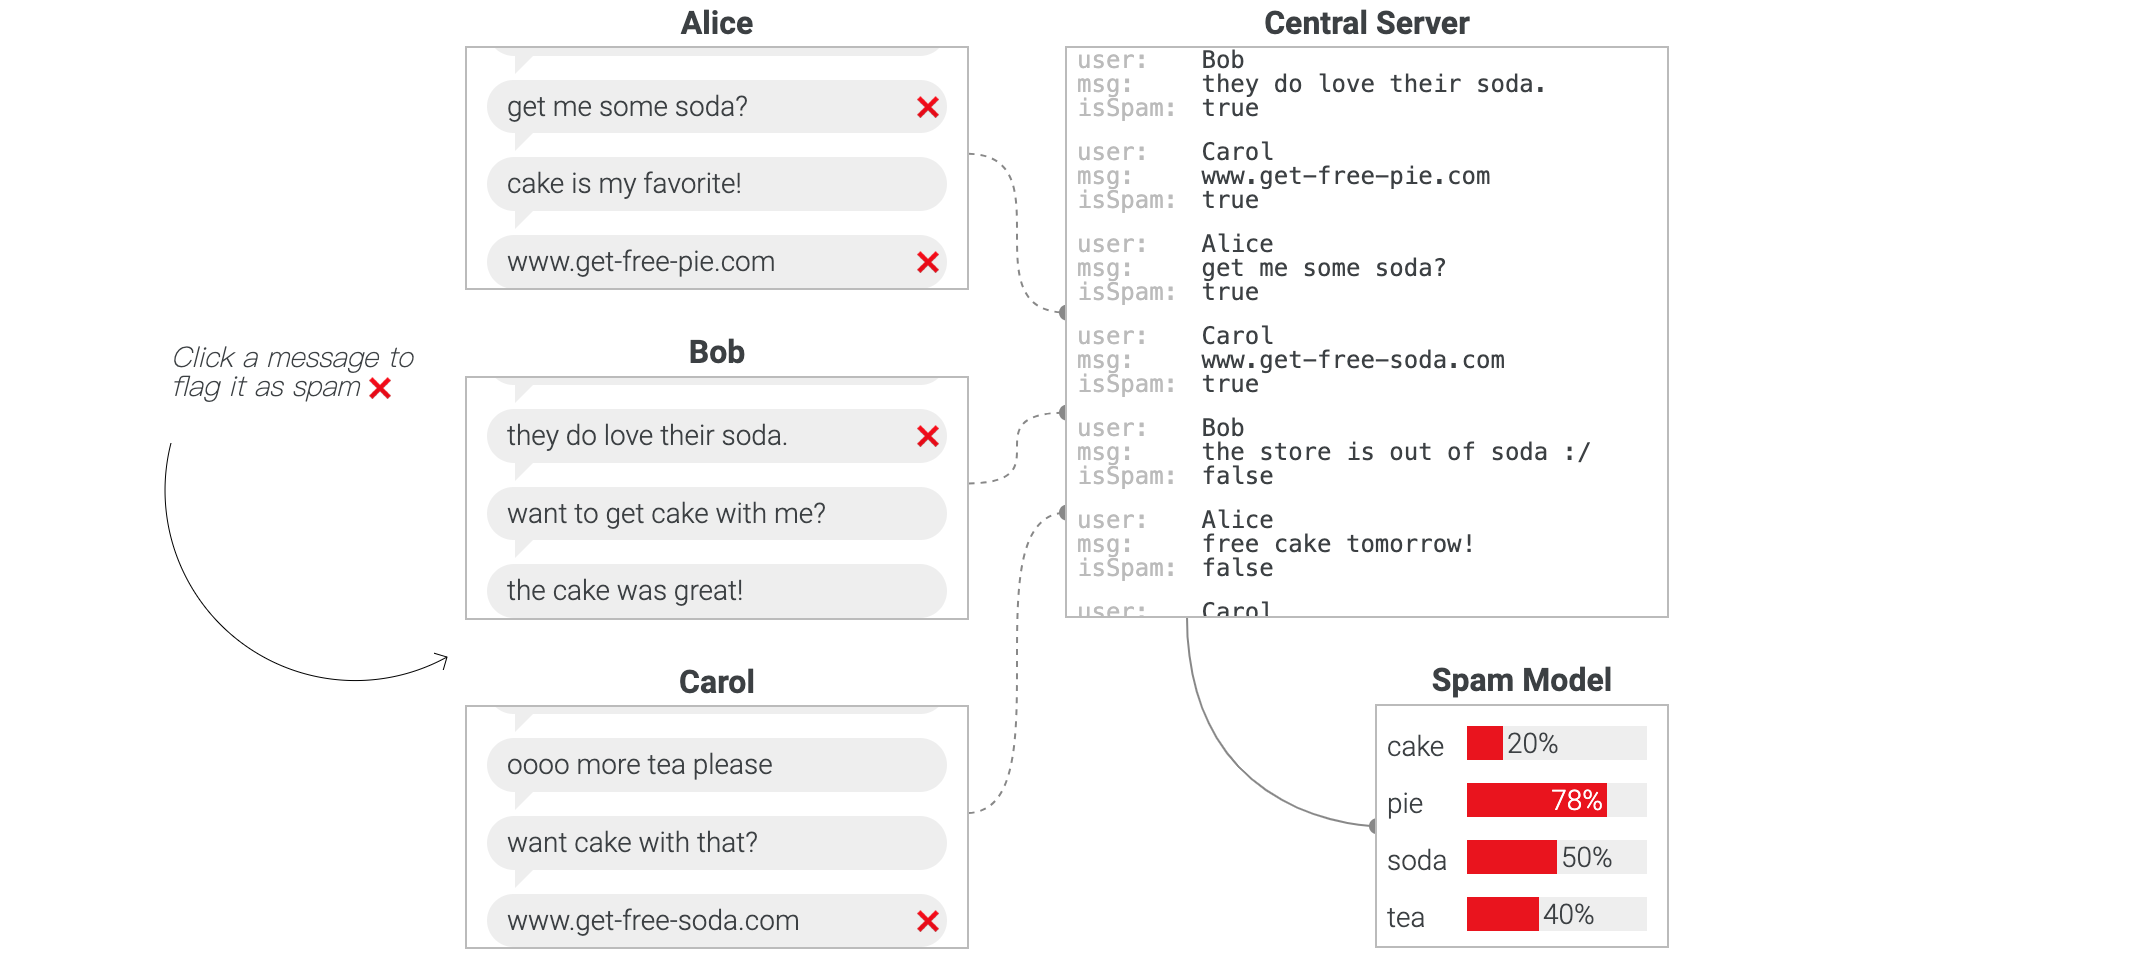 Alice
get me some soda?
cake is my favorite!
www.get-free-pie.com
Click a message to
flag it as spam
Bob
they do love their soda.
want to get cake with me?
the cake was great!
Carol
oooo more tea please
want cake with that?
www.get-free-soda.com
Central Server
user: Bob
msg: they do love their soda.
isSpam: true
user: Carol
msg: www.get-free-pie.com
isSpam: true
user: Alice
msg: get me some soda?
isSpam: true
user: Carol
msg: www.get-free-soda.com
isSpam: true
user: Bob
msg: the store is out of soda :/
isSpam: false
user: Alice
msg: free cake tomorrow!
isSpam: false
user: Carol
Spam Model
cake 20%
pie 78%
soda 50%
tea 40%